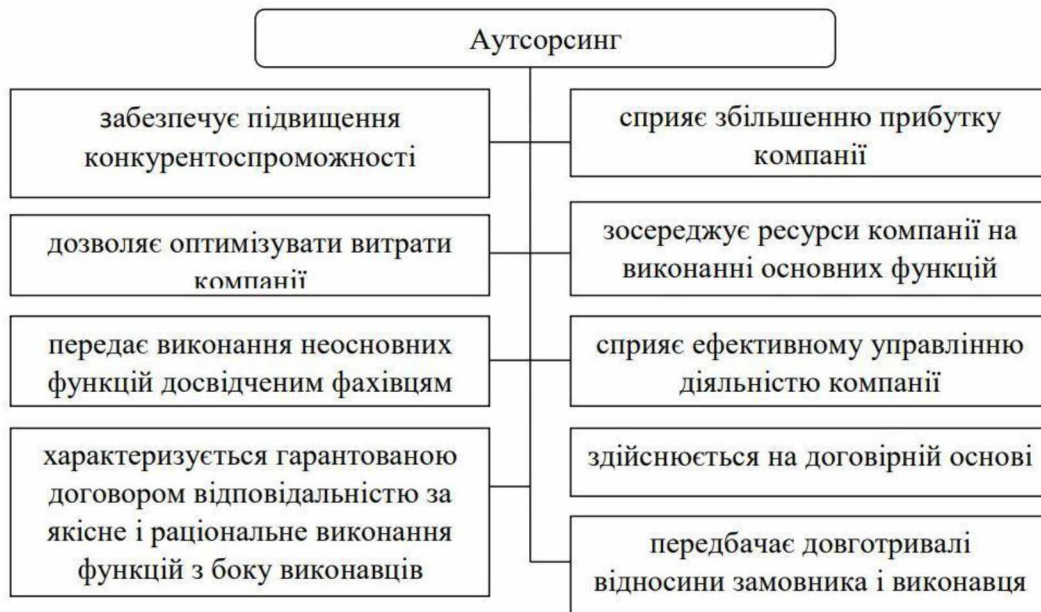 Аутсорсинг
забезпечує підвищення
конкурентоспроможності
сприяє збільшенню прибутку
компанії
дозволяє оптимізувати витрати
компанії
зосереджує ресурси компанії на
виконанні основних функцій
передає виконання неосновних
функцій досвідченим фахівцям
сприяє ефективному управлінню
діяльністю компанії
характеризується гарантованою
договором відповідальністю за
якісне і раціональне виконання
функцій з боку виконавців
здійснюється на договірній основі
передбачає довготривалі
відносини замовника і виконавця